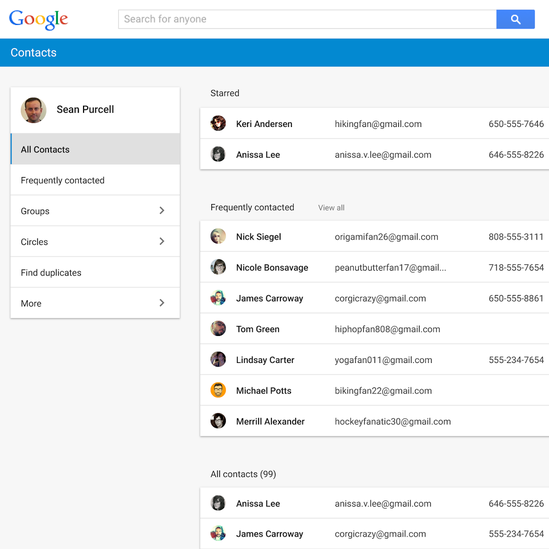 Google
Search for anyone
Contacts
Sean Purcell
All Contacts
Frequently contacted
Groups
Circles
Find duplicates
More
Starred
Keri Andersen hikingfan@gmail.com 650-555-7646
Anissa Lee anissa.v.lee@gmail.com 646-555-8226
Frequently contacted View all
Nick Siegel origamifan26@gmail.com 808-555-3111
Nicole Bonsavage peanutbutterfan17@gmail... 718-555-7654
James Carroway corgicrazy@gmail.com 650-555-8861
Tom Green hiphopfan808@gmail.com
Lindsay Carter yogafan011@gmail.com 555-234-7654
Michael Potts bikingfan22@gmail.com
Merrill Alexander hockeyfanatic30@gmail.com
All contacts (99)
Anissa Lee anissa.v.lee@gmail.com 646-555-8226
James Carroway corgicrazy@gmail.com 555-234-7654